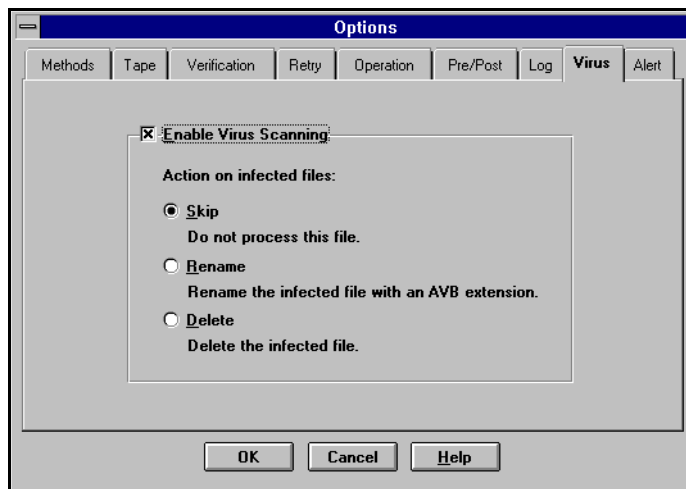 Options
Methods Tape Verification Retry Operation Pre/Post Log Virus Alert
Enable Virus Scanning
Action on infected files:
Skip
Do not process this file.
Rename
Rename the infected file with an AVB extension.
Delete
Delete the infected file.
OK Cancel Help